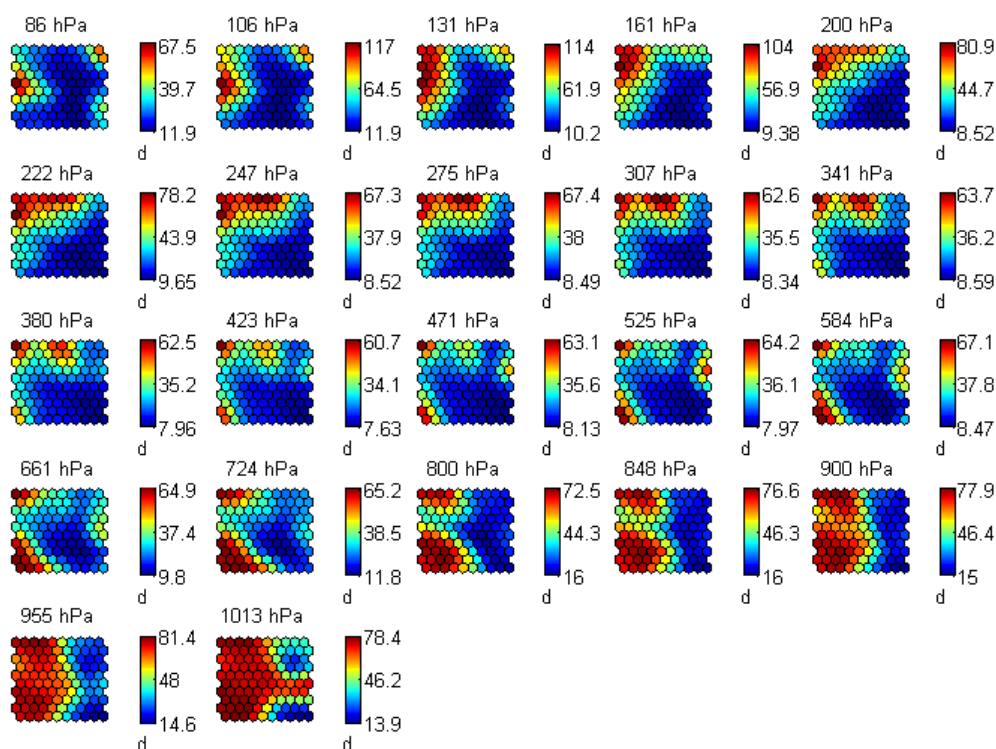 86 hPa 106 hPa 131 hPa 161 hPa 200 hPa
67.5 117 114 104 80.9
39.7 64.5 61.9 56.9 44.7
11.9 11.9 10.2 9.38 8.52
d d d d d
222 hPa 247 hPa 275 hPa 307 hPa 341 hPa
78.2 67.3 67.4 62.6 63.7
43.9 37.9 38 35.5 36.2
9.65 8.52 8.49 8.34 8.59
d d d d d
380 hPa 423 hPa 471 hPa 525 hPa 584 hPa
62.5 60.7 63.1 64.2 67.1
35.2 34.1 35.6 36.1 37.8
7.96 7.63 8.13 7.97 8.47
d d d d d
661 hPa 724 hPa 800 hPa 848 hPa 900 hPa
64.9 65.2 72.5 76.6 77.9
37.4 38.5 44.3 46.3 46.4
9.8 11.8 16 16 15
d d d d d
955 hPa 1013 hPa
81.4 78.4
48 46.2
14.6 13.9
d d